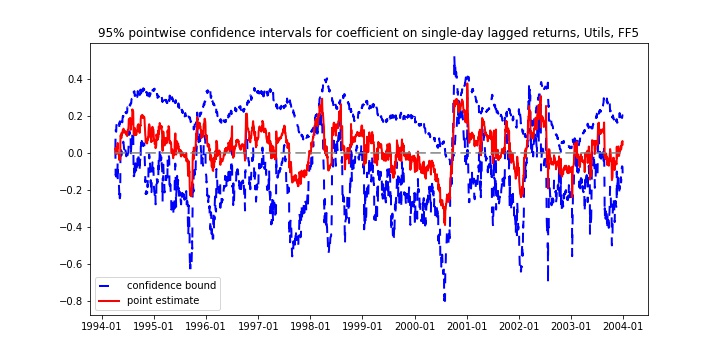 95% pointwise confidence intervals for coefficient on single-day lagged returns, Utils, FF5
0.4
0.2
0.0
−0.2
−0.4
−0.6
−0.8
confidence bound
point estimate
1994-01 1995-01 1996-01 1997-01 1998-01 1999-01 2000-01 2001-01 2002-01 2003-01 2004-01